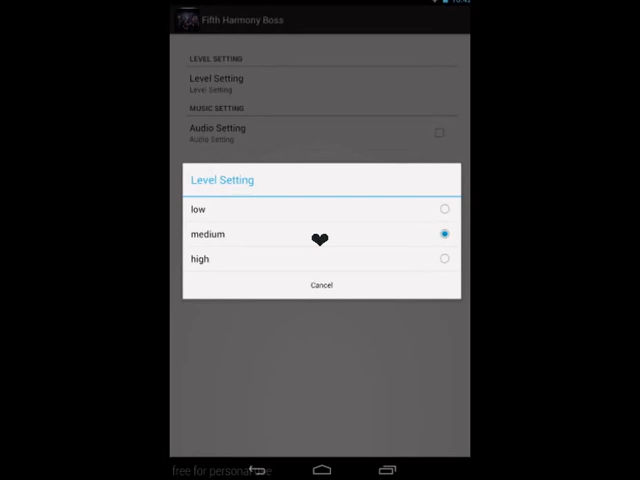 Fifth Harmony Boss
LEVEL SETTING
Level Setting
Level Setting
MUSIC SETTING
Audio Setting
Audio Setting
Level Setting
low
medium
high
Cancel
free for personal use